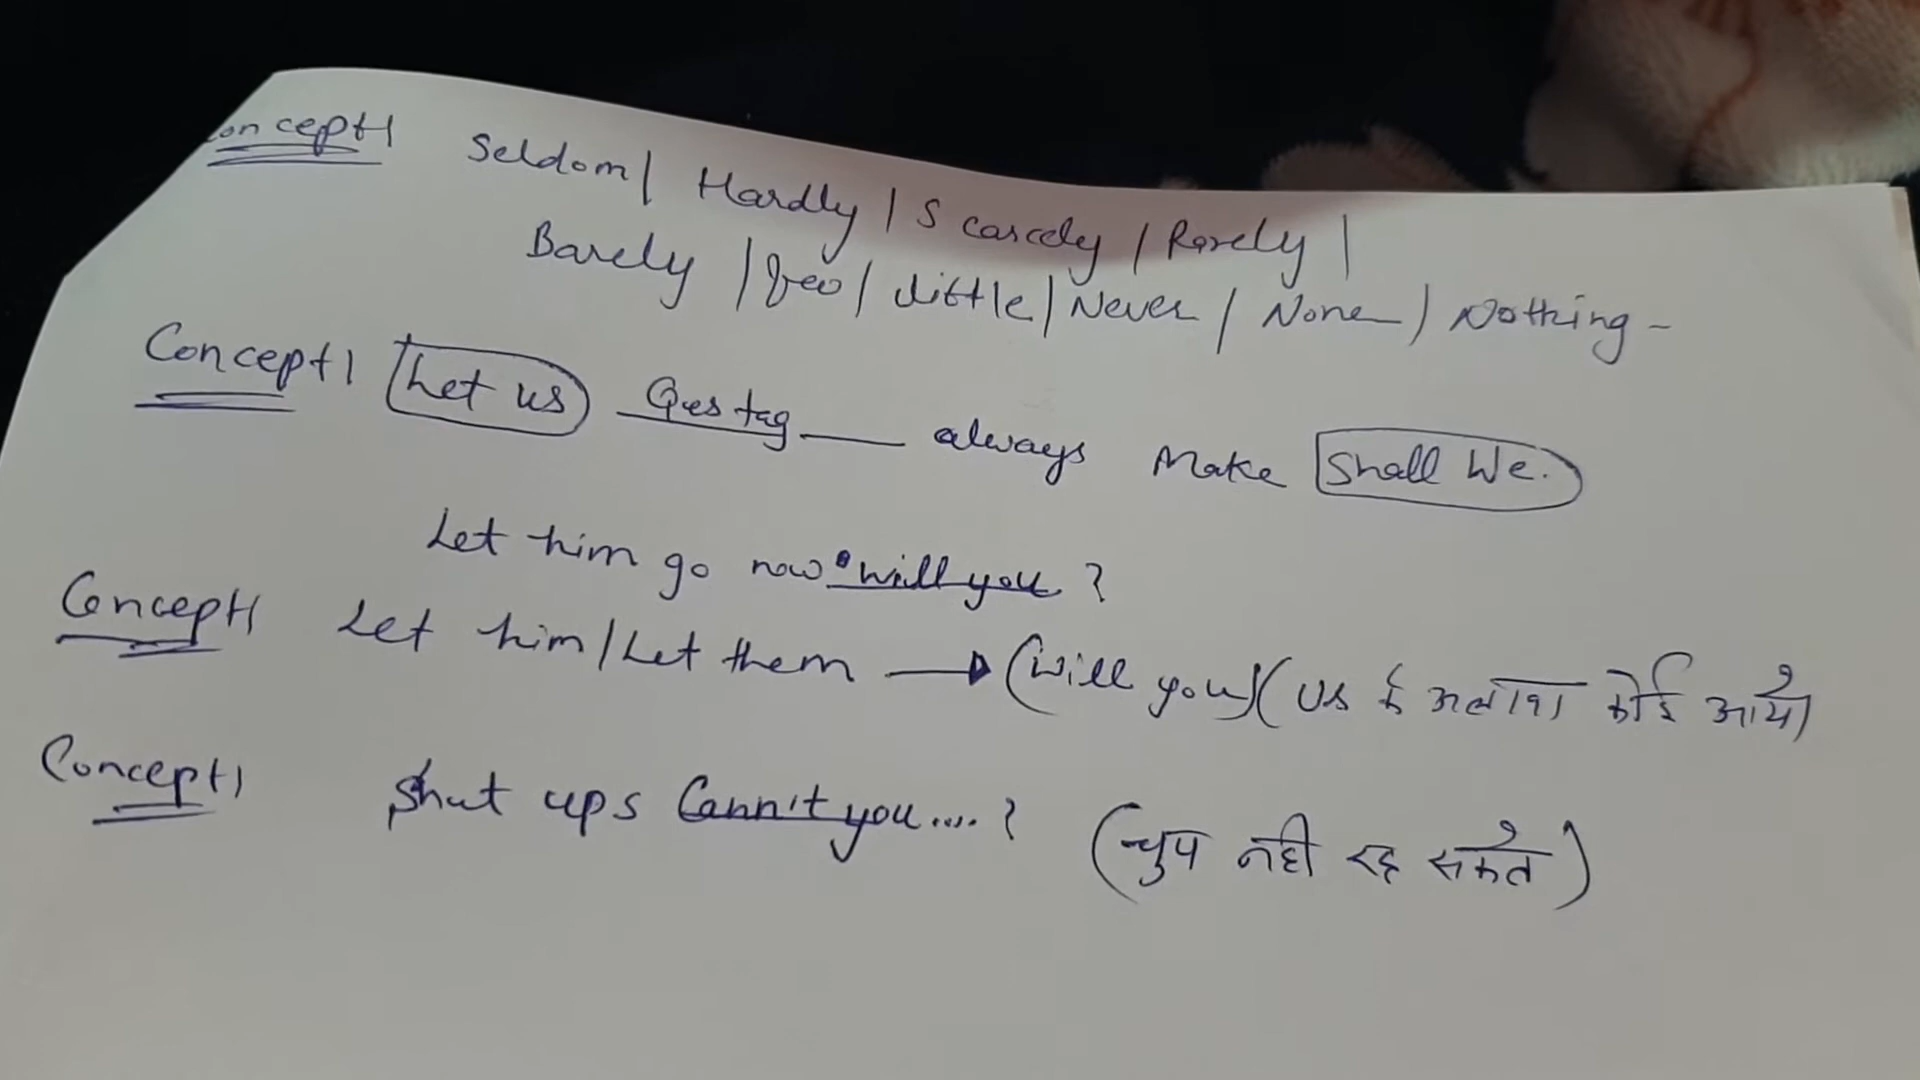 Concept| Seldom| Hardly | Scarcely | Rarely |
Barely | few | little | Never | None | Nothing -
Concept| Let us Ques tag always Make Shall We.
Let him go now will you ?
Concept| Let him | Let them → (will you) (us के अलावा कोई आये)
Concept| Shut ups Cann't you .... ? (चुप नही रह सकते)